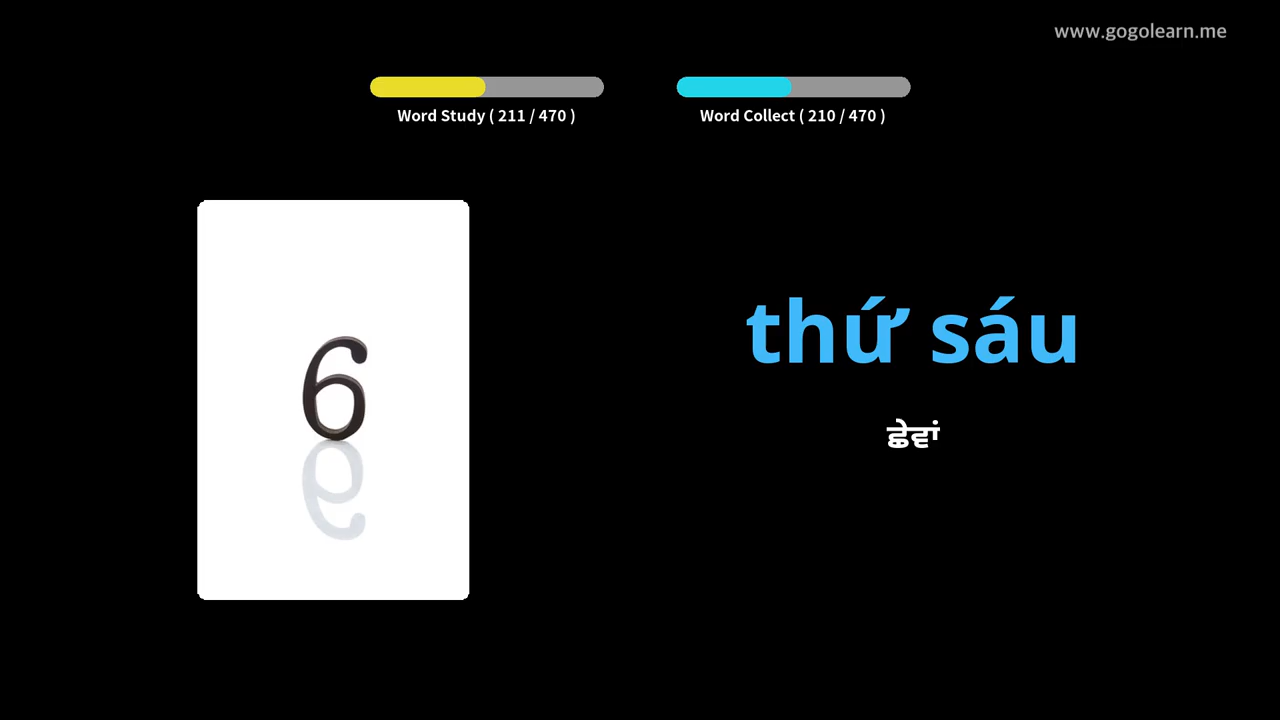 www.gogolearn.me
Word Study ( 211 / 470 )
Word Collect ( 210 / 470 )
6
thứ sáu
ਛੇਵਾਂ